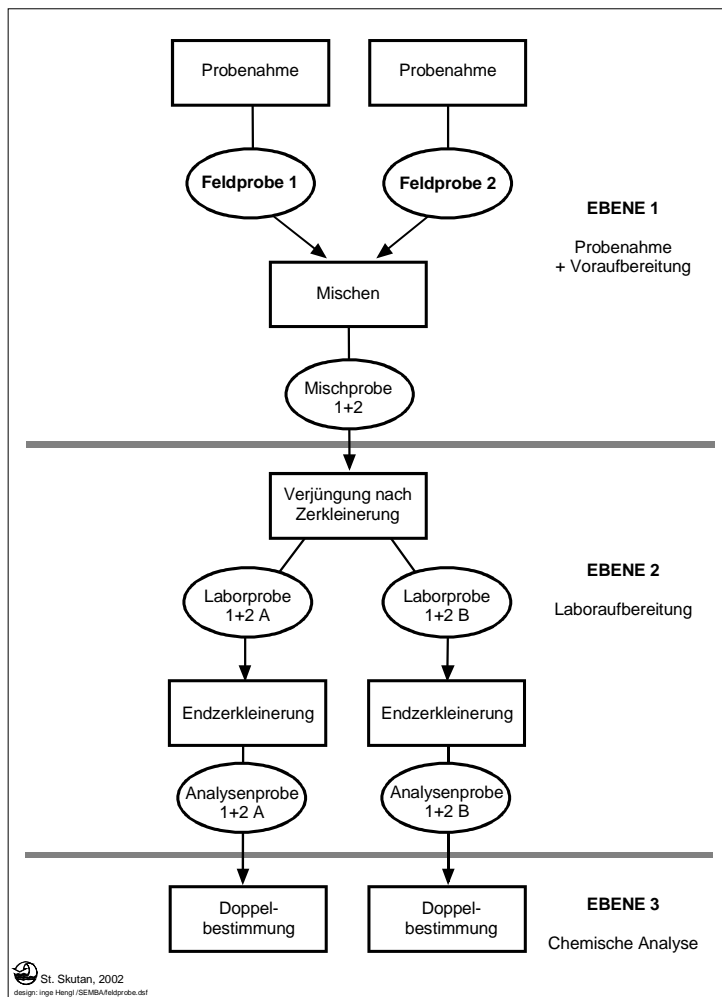 Probenahme
Probenahme
Feldprobe 1
Feldprobe 2
EBENE 1
Probenahme
+ Voraufbereitung
Mischen
Mischprobe
1+2
Verjüngung nach
Zerkleinerung
EBENE 2
Laboraufbereitung
Laborprobe
1+2 A
Laborprobe
1+2 B
Endzerkleinerung
Endzerkleinerung
Analysenprobe
1+2 A
Analysenprobe
1+2 B
Doppel-
bestimmung
Doppel-
bestimmung
EBENE 3
Chemische Analyse
St. Skutan, 2002
design: inge Hengl /SEMBA/feldprobe.dsf